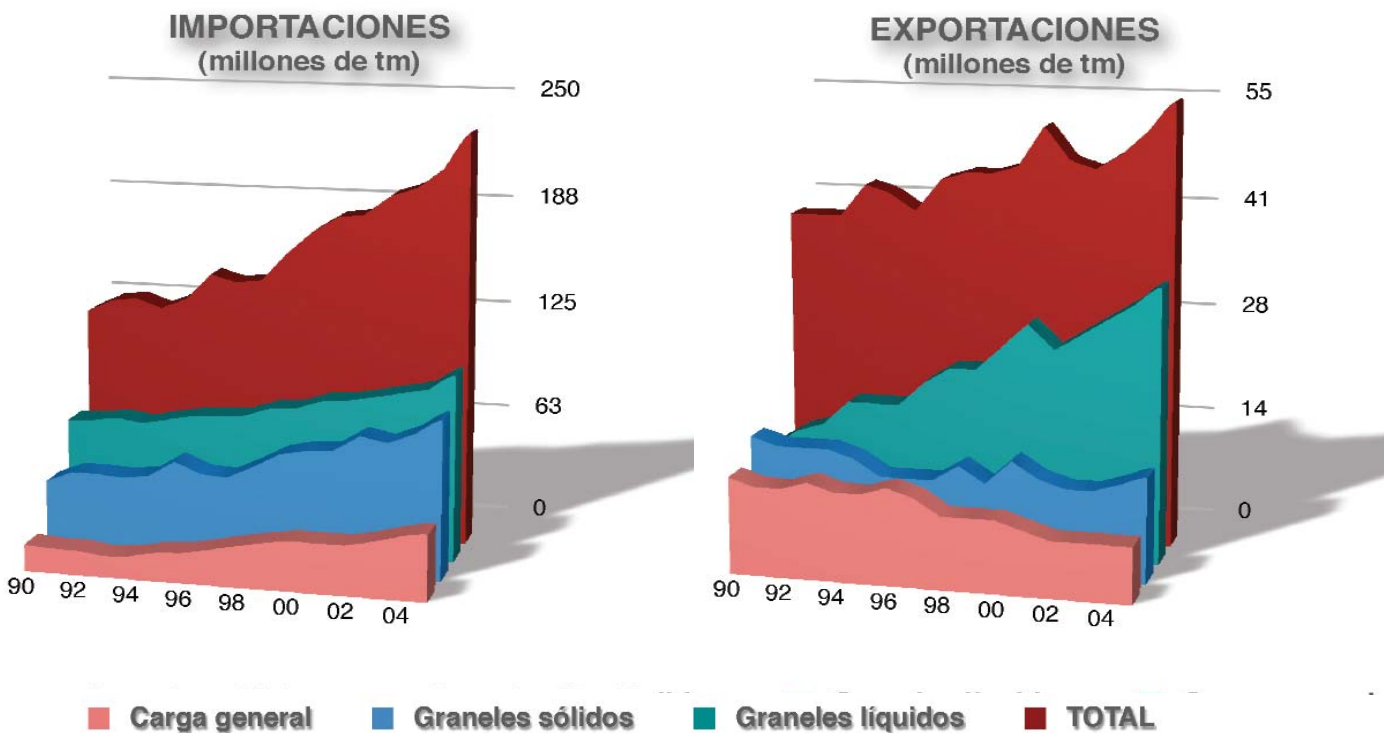 IMPORTACIONES
(millones de tm)
250
188
125
63
0
90 92 94 96 98 00 02 04
EXPORTACIONES
(millones de tm)
55
41
28
14
0
90 92 94 96 98 00 02 04
Carga general Graneles sólidos Graneles líquidos TOTAL